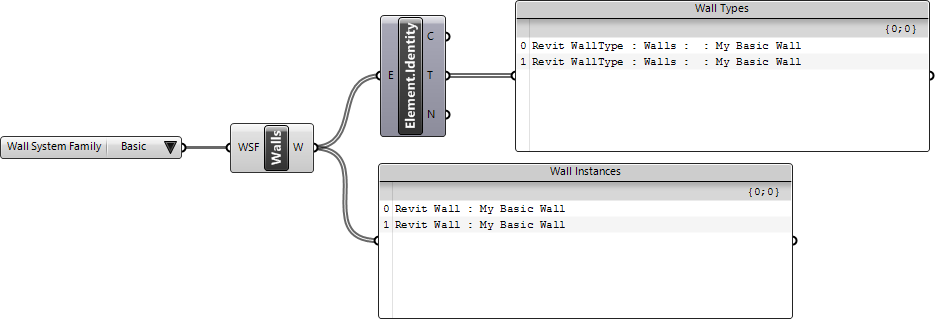 Wall System Family Basic
WSF Walls W
E Element.Identity C T N
Wall Types
{0;0}
0 Revit WallType : Walls :  : My Basic Wall
1 Revit WallType : Walls :  : My Basic Wall
Wall Instances
{0;0}
0 Revit Wall : My Basic Wall
1 Revit Wall : My Basic Wall